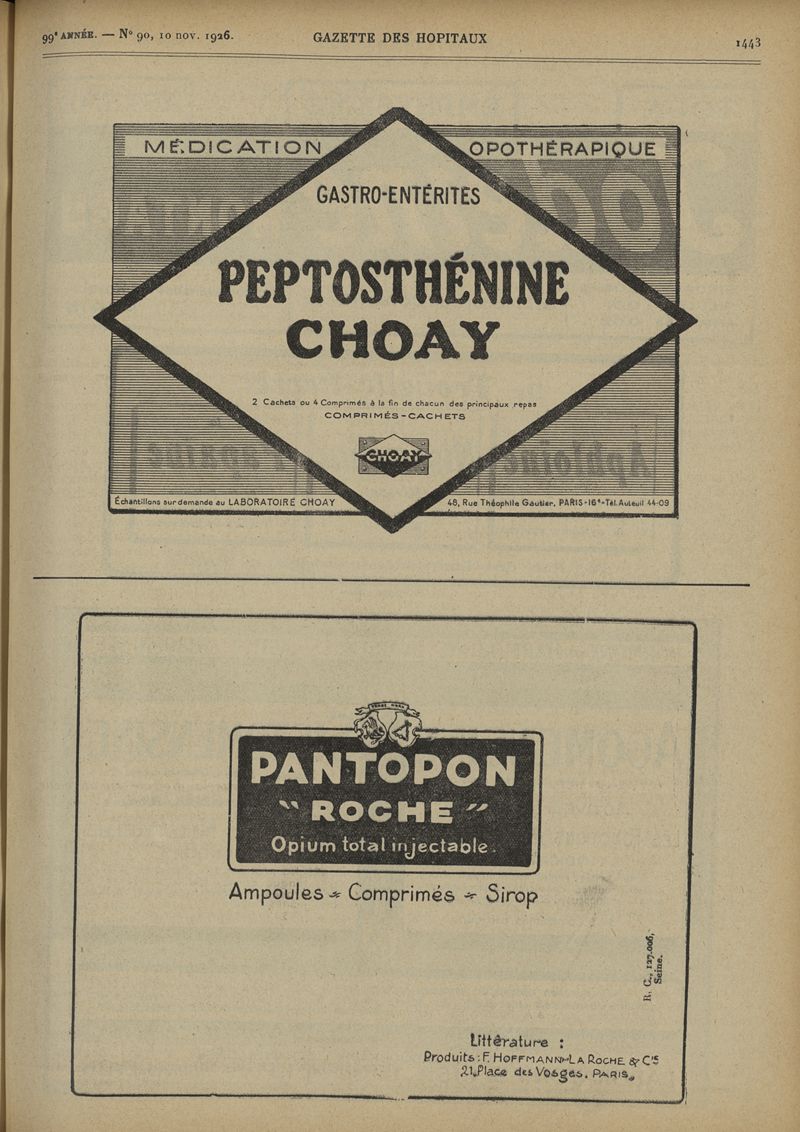 99e ANNÉE. — No 90, 10 nov. 1926. GAZETTE DES HOPITAUX 1443
MÉDICATION OPOTHÉRAPIQUE
GASTRO-ENTÉRITES
PEPTOSTHÉNINE
CHOAY
2 Cachets ou 4 Comprimés à la fin de chacun des principaux repas
COMPRIMÉS-CACHETS
CHOAY
Échantillons sur demande au LABORATOIRE CHOAY 48, Rue Théophile Gautier, PARIS-16e-Tél. Auteuil 44-09
PANTOPON
"ROCHE"
Opium total injectable.
Ampoules Comprimés Sirop
R. C., 127.006,
Seine.
Littérature :
Produits: F. HOFFMANN-LA ROCHE & Cie
21, Place des Vosges. PARIS.